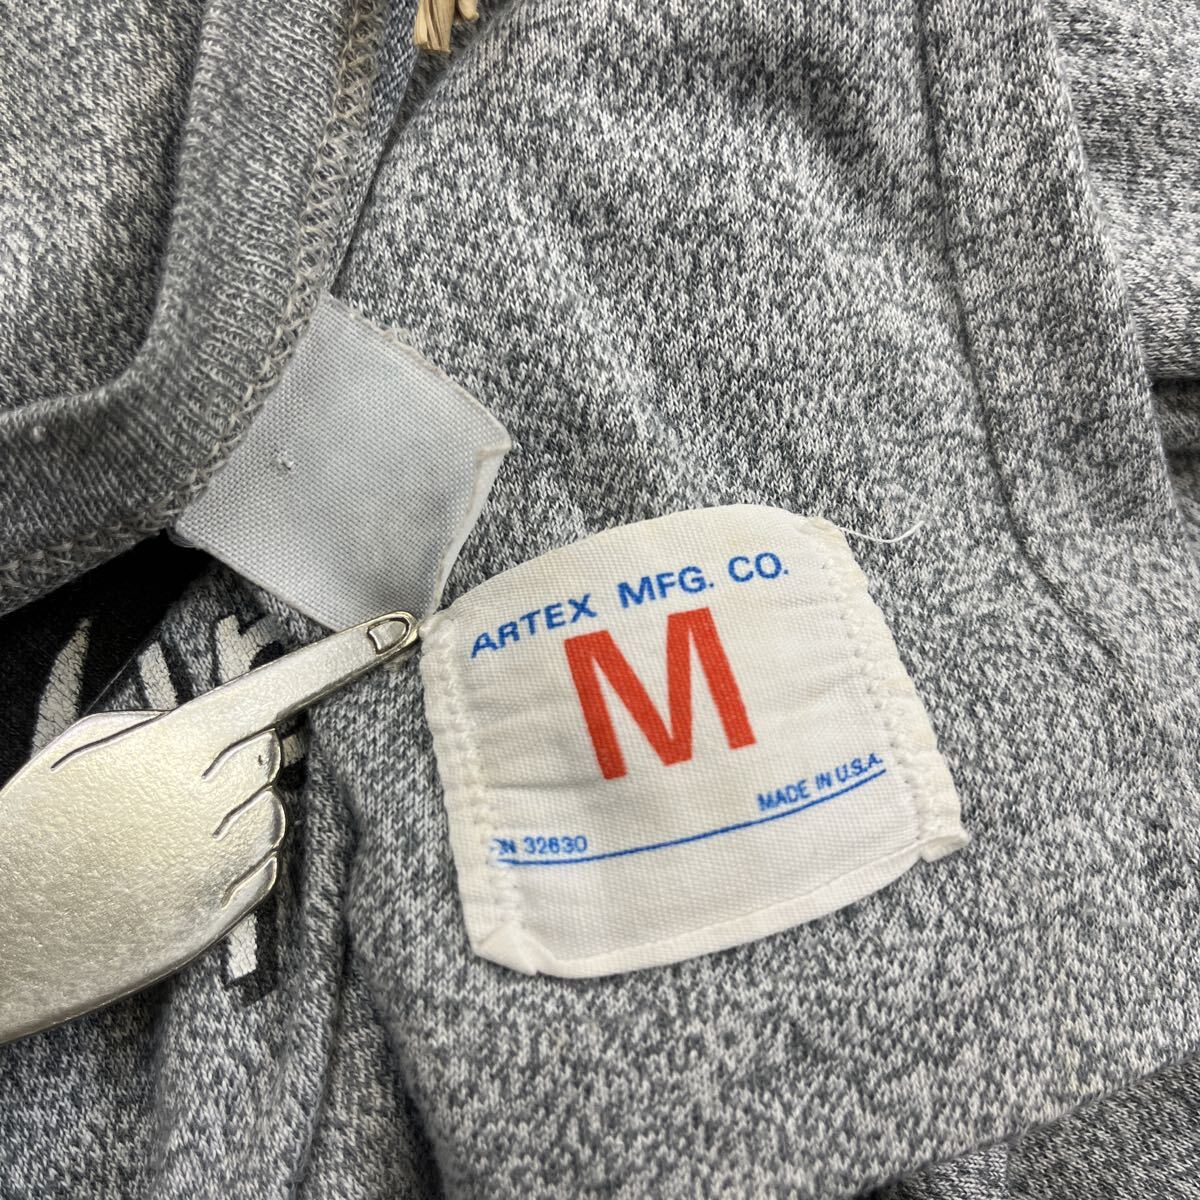 ARTEX MFG. CO.
M
MADE IN U.S.A.
32630